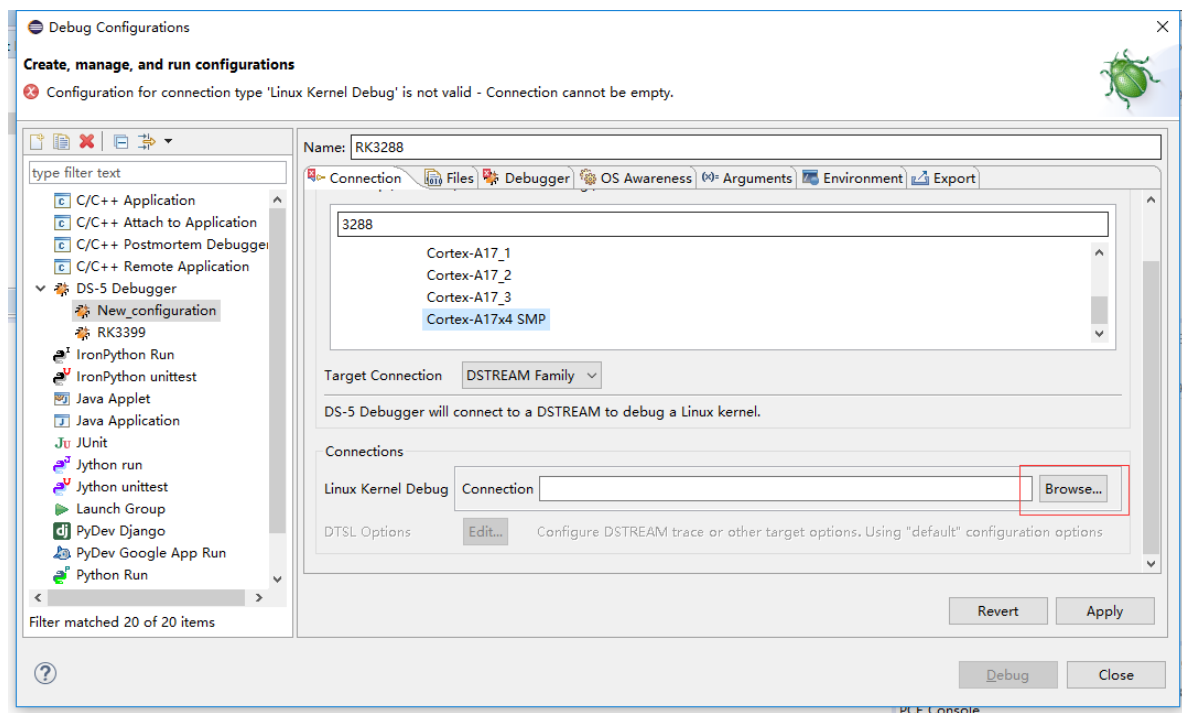 Debug Configurations
Create, manage, and run configurations
Configuration for connection type 'Linux Kernel Debug' is not valid - Connection cannot be empty.
type filter text
C/C++ Application
C/C++ Attach to Application
C/C++ Postmortem Debugger
C/C++ Remote Application
DS-5 Debugger
New_configuration
RK3399
IronPython Run
IronPython unittest
Java Applet
Java Application
JUnit
Jython run
Jython unittest
Launch Group
PyDev Django
PyDev Google App Run
Python Run
Filter matched 20 of 20 items
Name: RK3288
Connection Files Debugger OS Awareness Arguments Environment Export
3288
Cortex-A17_1
Cortex-A17_2
Cortex-A17_3
Cortex-A17x4 SMP
Target Connection DSTREAM Family
DS-5 Debugger will connect to a DSTREAM to debug a Linux kernel.
Connections
Linux Kernel Debug Connection Browse...
DTSL Options Edit... Configure DSTREAM trace or other target options. Using "default" configuration options
Revert Apply
Debug Close
PCE Console